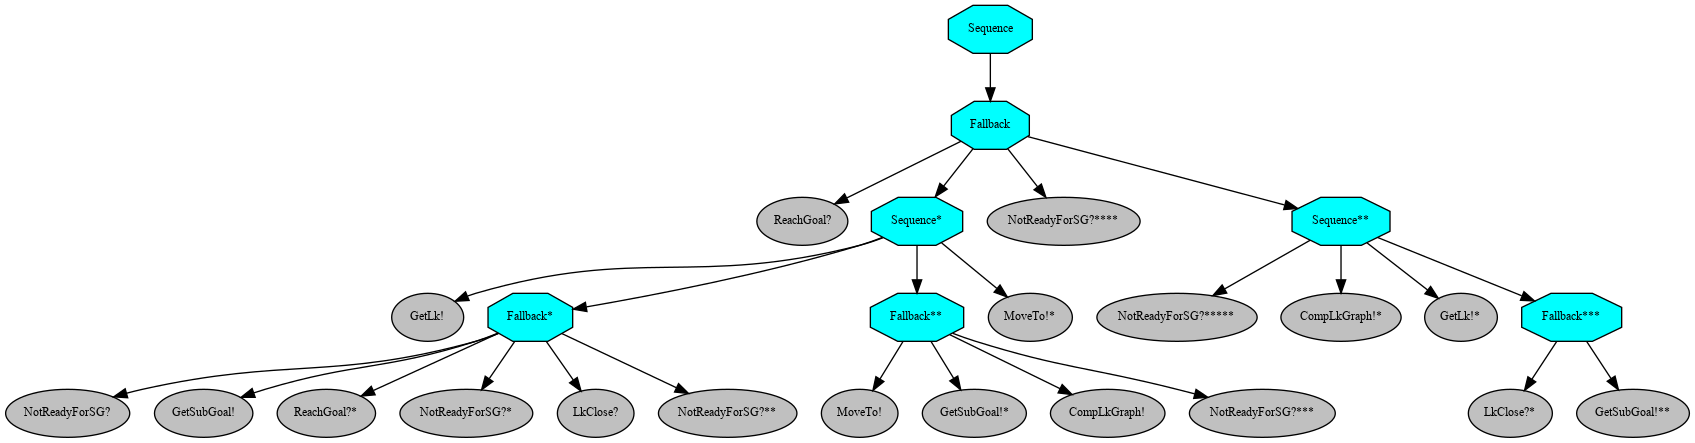 Sequence
Fallback
ReachGoal?
Sequence*
NotReadyForSG?****
Sequence**
GetLk!
Fallback*
Fallback**
MoveTo!*
NotReadyForSG?*****
CompLkGraph!*
GetLk!*
Fallback***
NotReadyForSG?
GetSubGoal!
ReachGoal?*
NotReadyForSG?*
LkClose?
NotReadyForSG?**
MoveTo!
GetSubGoal!*
CompLkGraph!
NotReadyForSG?***
LkClose?*
GetSubGoal!**